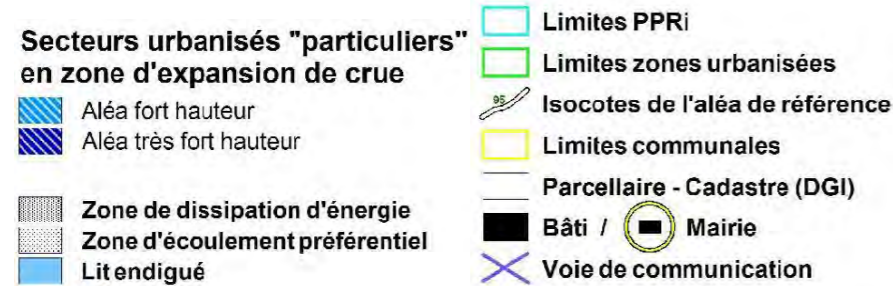 Secteurs urbanisés "particuliers"
en zone d'expansion de crue
Aléa fort hauteur
Aléa très fort hauteur
Zone de dissipation d'énergie
Zone d'écoulement préférentiel
Lit endigué
Limites PPRi
Limites zones urbanisées
95
Isocotes de l'aléa de référence
Limites communales
Parcellaire - Cadastre (DGI)
Bâti / Mairie
Voie de communication